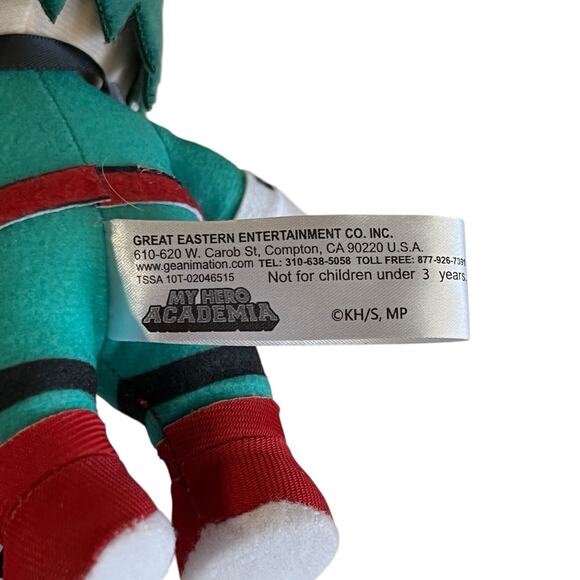 GREAT EASTERN ENTERTAINMENT CO. INC.
610-620 W. Carob St, Compton, CA 90220 U.S.A.
www.geanimation.com TEL: 310-638-5058 TOLL FREE: 877-926-7391
TSSA 10T-02046515 Not for children under 3 years.
MY HERO
ACADEMIA
©KH/S, MP